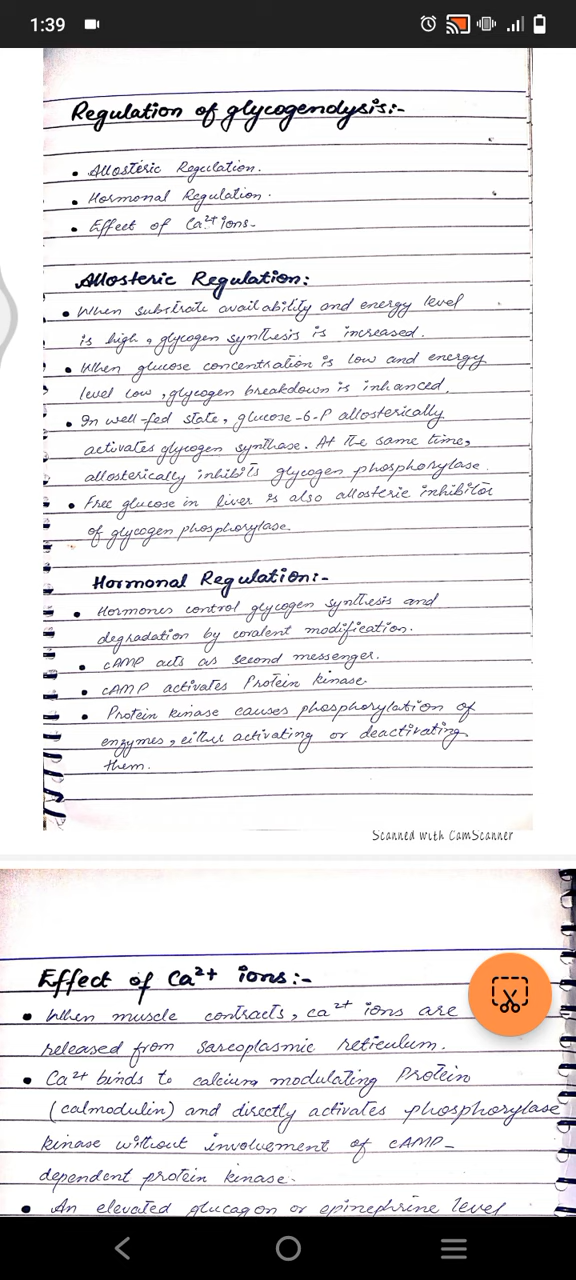 1:39
Regulation of glycogenolysis:-
• Allosteric Regulation.
• Hormonal Regulation.
• Effect of Ca2+ ions.
Allosteric Regulation:
• When substrate availability and energy level
is high, glycogen synthesis is increased.
• When glucose concentration is low and energy
level low, glycogen breakdown is inhanced.
• In well-fed state, glucose-6-P allosterically
activates glycogen synthase. At the same time,
allosterically inhibits glycogen phosphorylase.
• Free glucose in liver is also allosteric inhibitor
of glycogen phosphorylase.
Hormonal Regulation:-
• Hormones control glycogen synthesis and
degradation by covalent modification.
• cAMP acts as second messenger.
• cAMP activates Protein kinase
• Protein kinase causes phosphorylation of
enzymes, either activating or deactivating
them.
Scanned with CamScanner
Effect of Ca2+ ions:-
• When muscle contracts, ca2+ ions are
released from sarcoplasmic reticulum.
• Ca2+ binds to calcium modulating Protein
(calmodulin) and directly activates phosphorylase
kinase without involvement of cAMP-
dependent protein kinase.
• An elevated glucagon or epinephrine level